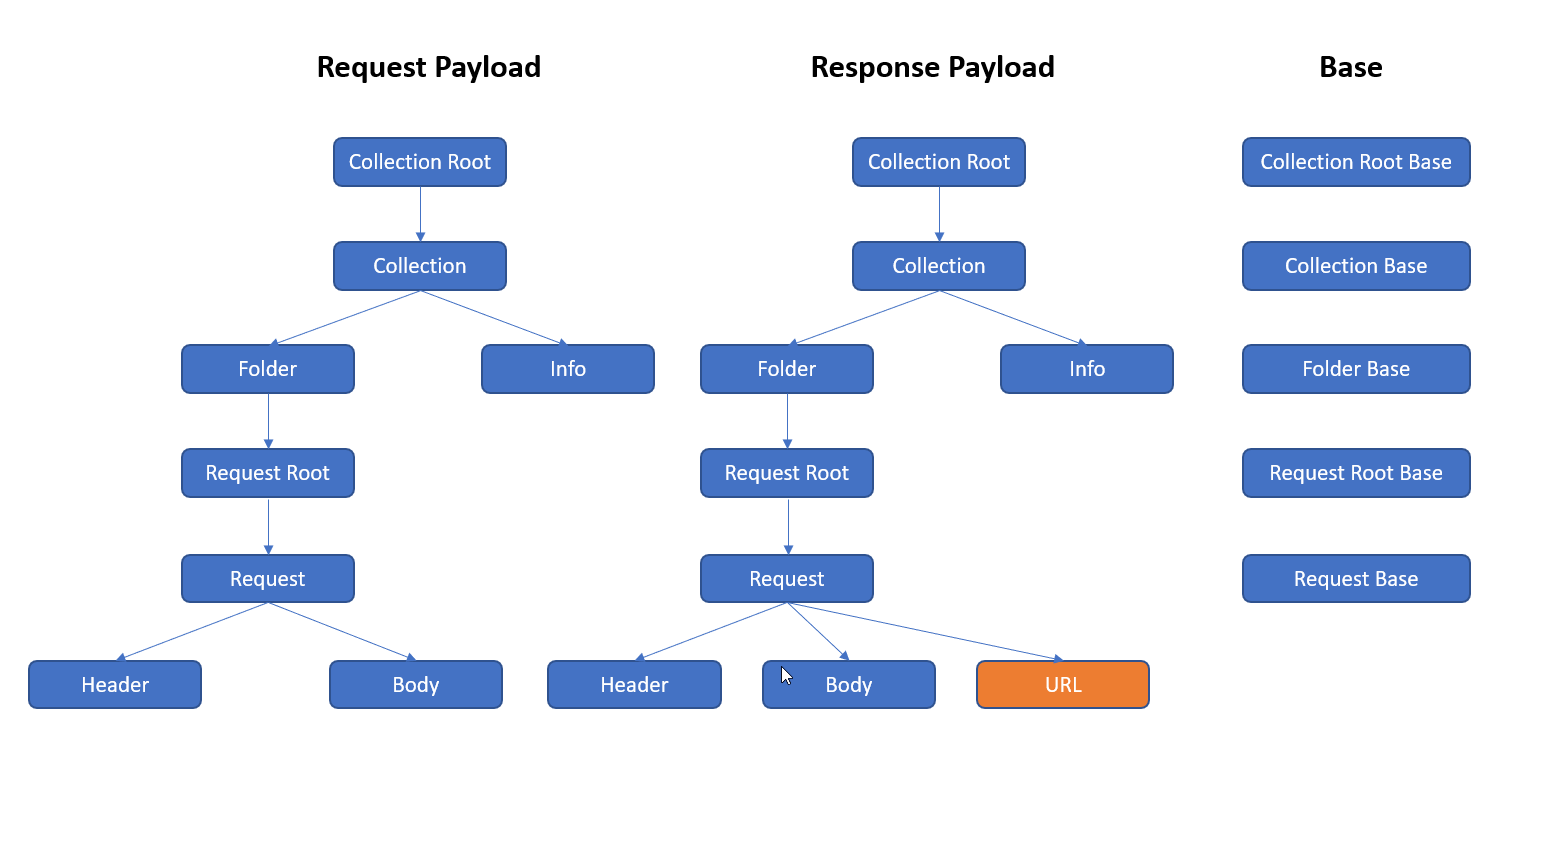 Request Payload
Response Payload
Base
Collection Root
Collection Root
Collection Root Base
Collection
Collection
Collection Base
Folder
Info
Folder
Info
Folder Base
Request Root
Request Root
Request Root Base
Request
Request
Request Base
Header
Body
Header
Body
URL